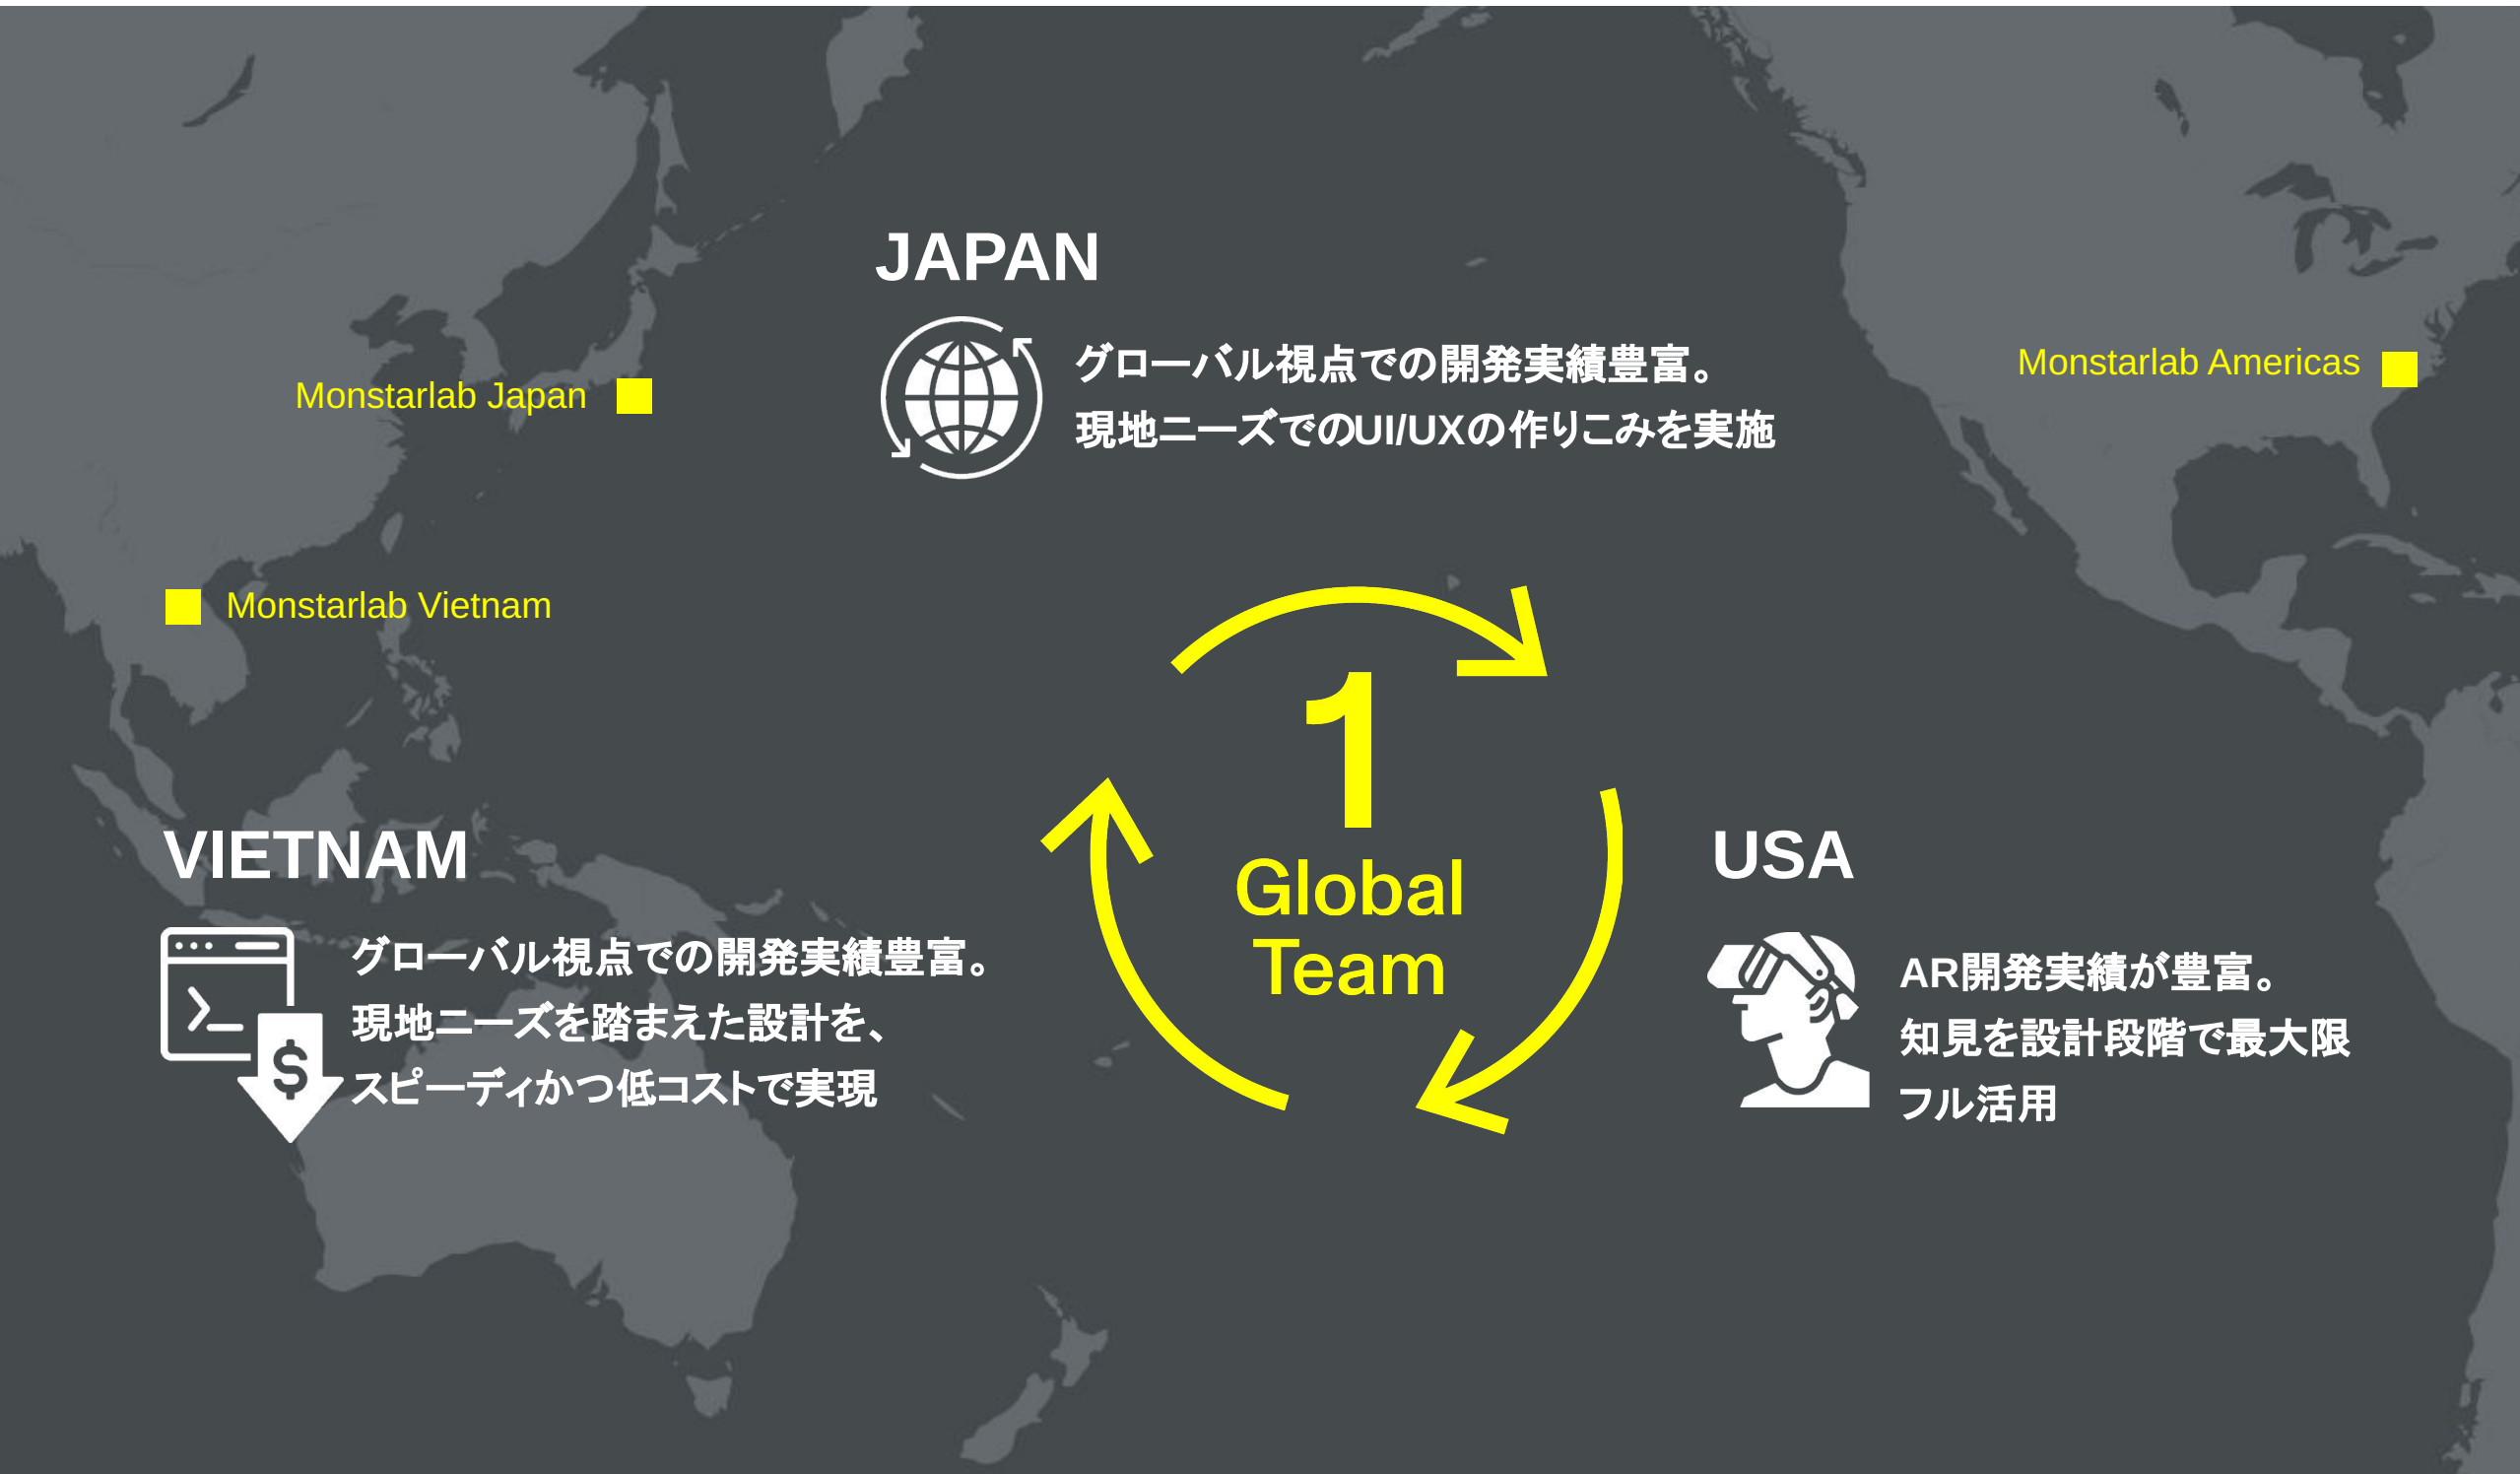 JAPAN
グローバル視点での開発実績豊富。
現地ニーズでのUI/UXの作りこみを実施
Monstarlab Japan
Monstarlab Americas
Monstarlab Vietnam
1
Global
Team
VIETNAM
グローバル視点での開発実績豊富。
現地ニーズを踏まえた設計を、
スピーディかつ低コストで実現
$
USA
AR開発実績が豊富。
知見を設計段階で最大限
フル活用